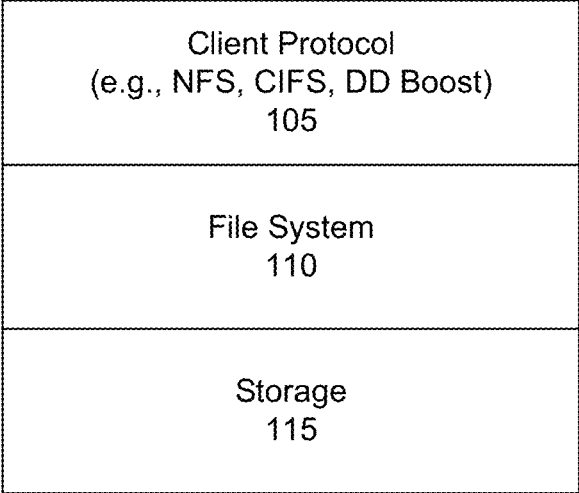 Client Protocol
(e.g., NFS, CIFS, DD Boost)
105
File System
110
Storage
115